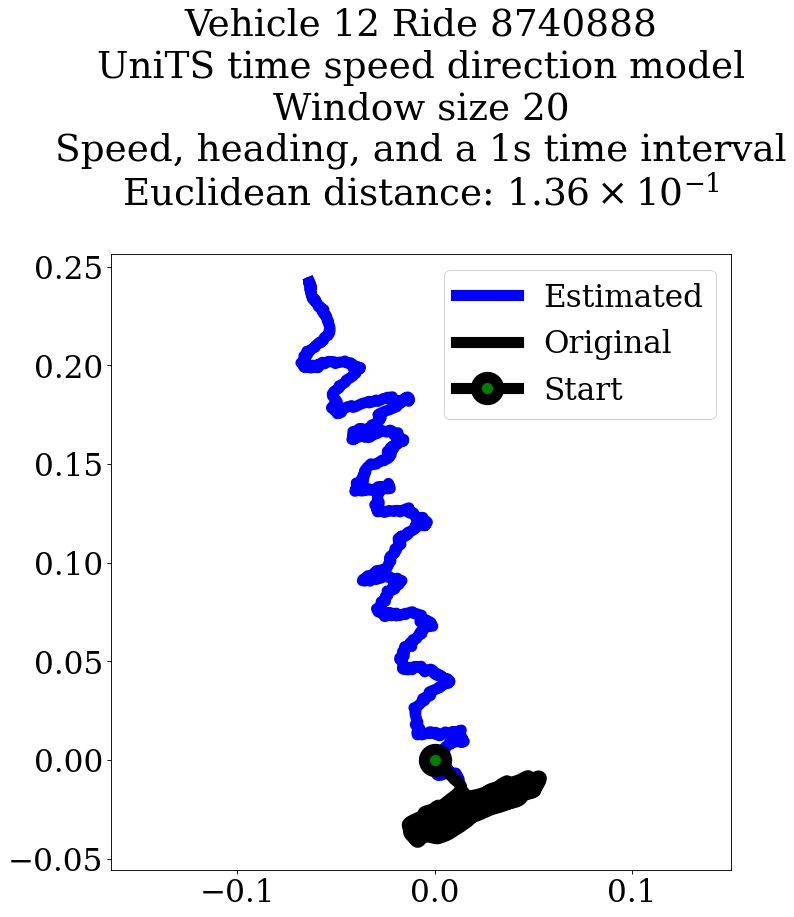 Vehicle 12 Ride 8740888
UniTS time speed direction model
Window size 20
Speed, heading, and a 1s time interval
Euclidean distance: 1.36 × 10⁻¹
0.25
Estimated
Original
Start
0.20
0.15
0.10
0.05
0.00
−0.05
−0.1
0.0
0.1